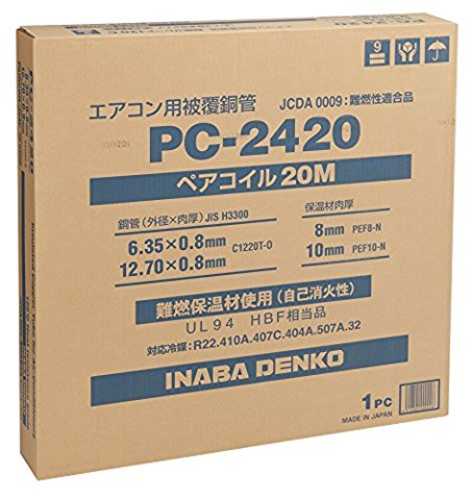 9
エアコン用被覆銅管
JCDA 0009:難燃性適合品
PC-2420
ペアコイル20M
銅管(外径×肉厚)JIS H3300
保温材肉厚
6.35×0.8mm C1220T-O
8mm PEF8-N
12.70×0.8mm
10mm PEF10-N
難燃保温材使用(自己消火性)
UL94 HBF相当品
対応冷媒:R22.410A.407C.404A.507A.32
INABA DENKO
1PC
MADE IN JAPAN